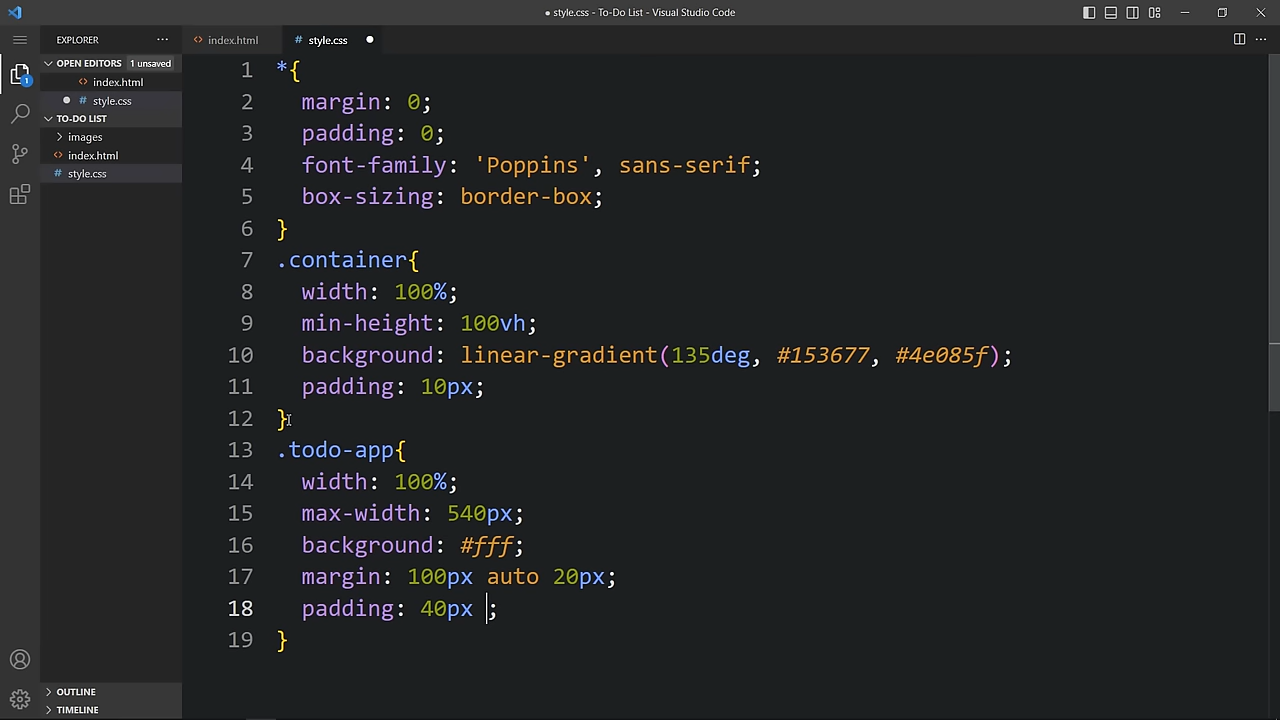 ● style.css - To-Do List - Visual Studio Code
EXPLORER
OPEN EDITORS 1 unsaved
index.html
style.css
TO-DO LIST
images
index.html
style.css
OUTLINE
TIMELINE
1
index.html
style.css
1 *{
2 margin: 0;
3 padding: 0;
4 font-family: 'Poppins', sans-serif;
5 box-sizing: border-box;
6 }
7 .container{
8 width: 100%;
9 min-height: 100vh;
10 background: linear-gradient(135deg, #153677, #4e085f);
11 padding: 10px;
12 }
13 .todo-app{
14 width: 100%;
15 max-width: 540px;
16 background: #fff;
17 margin: 100px auto 20px;
18 padding: 40px ;
19 }